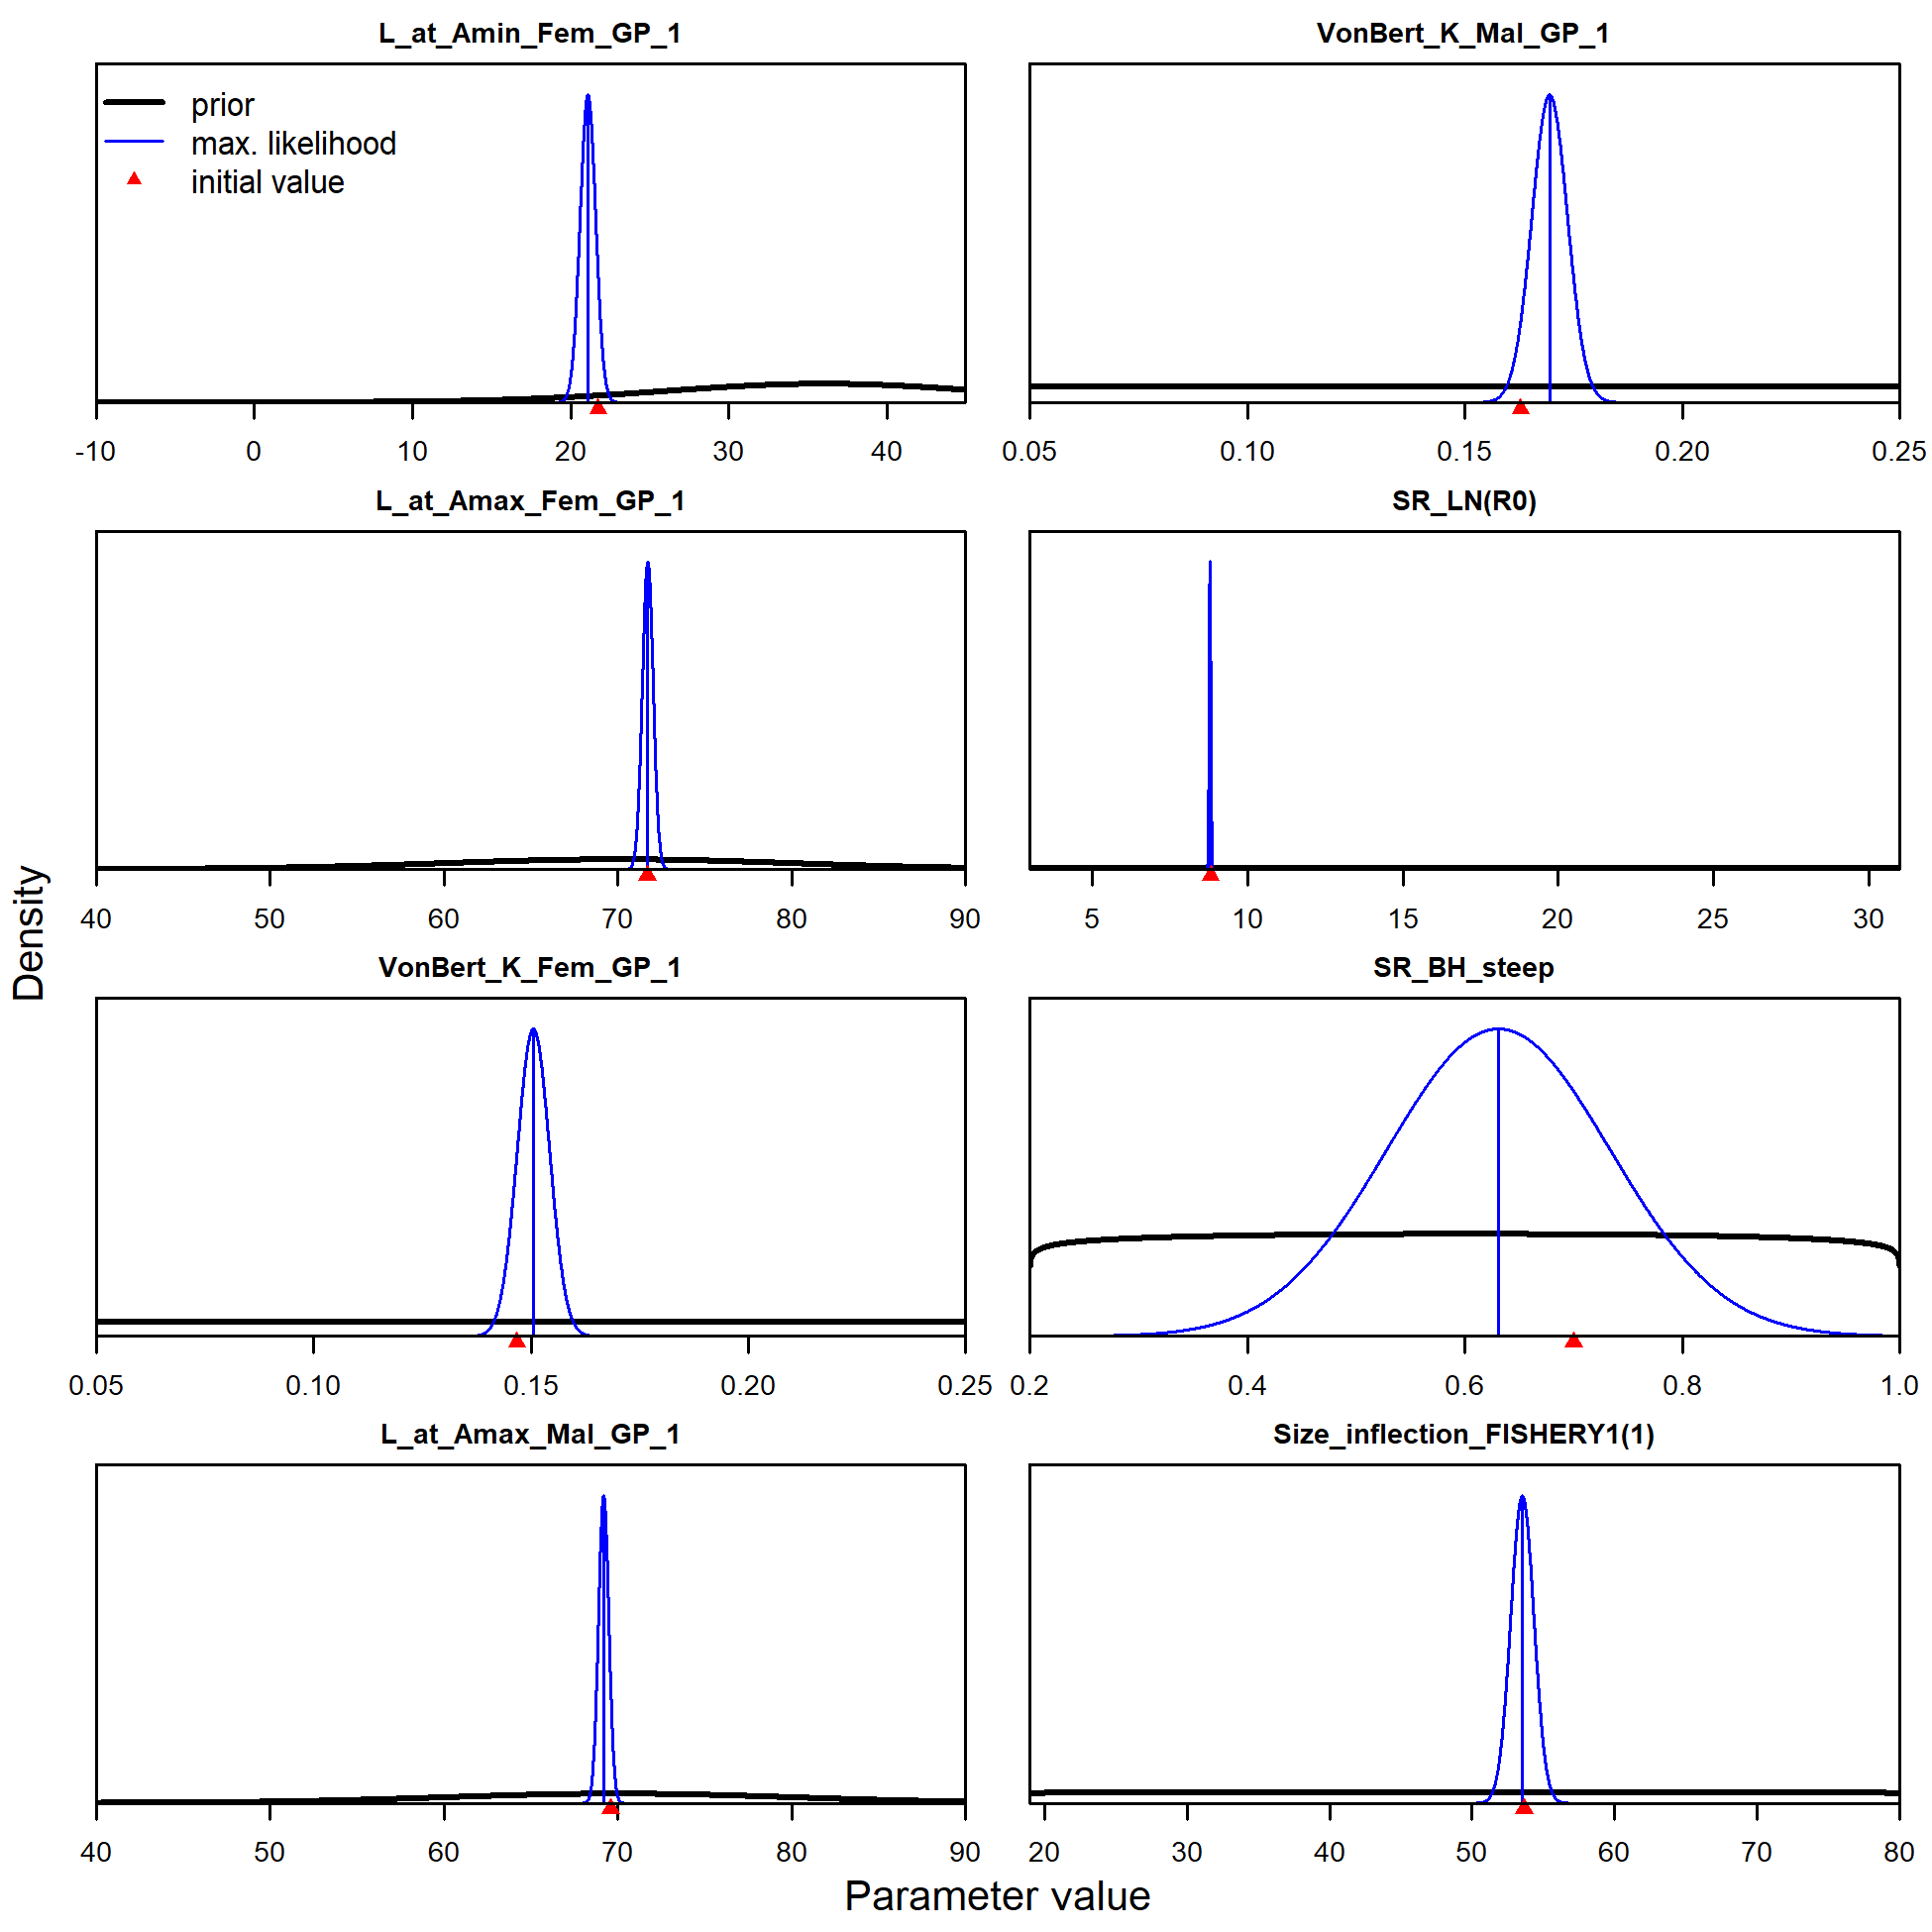 L_at_Amin_Fem_GP_1
prior
max. likelihood
initial value
-10 0 10 20 30 40
VonBert_K_Mal_GP_1
0.05 0.10 0.15 0.20 0.25
L_at_Amax_Fem_GP_1
40 50 60 70 80 90
SR_LN(R0)
5 10 15 20 25 30
VonBert_K_Fem_GP_1
0.05 0.10 0.15 0.20 0.25
SR_BH_steep
0.2 0.4 0.6 0.8 1.0
L_at_Amax_Mal_GP_1
40 50 60 70 80 90
Size_inflection_FISHERY1(1)
20 30 40 50 60 70 80
Density
Parameter value